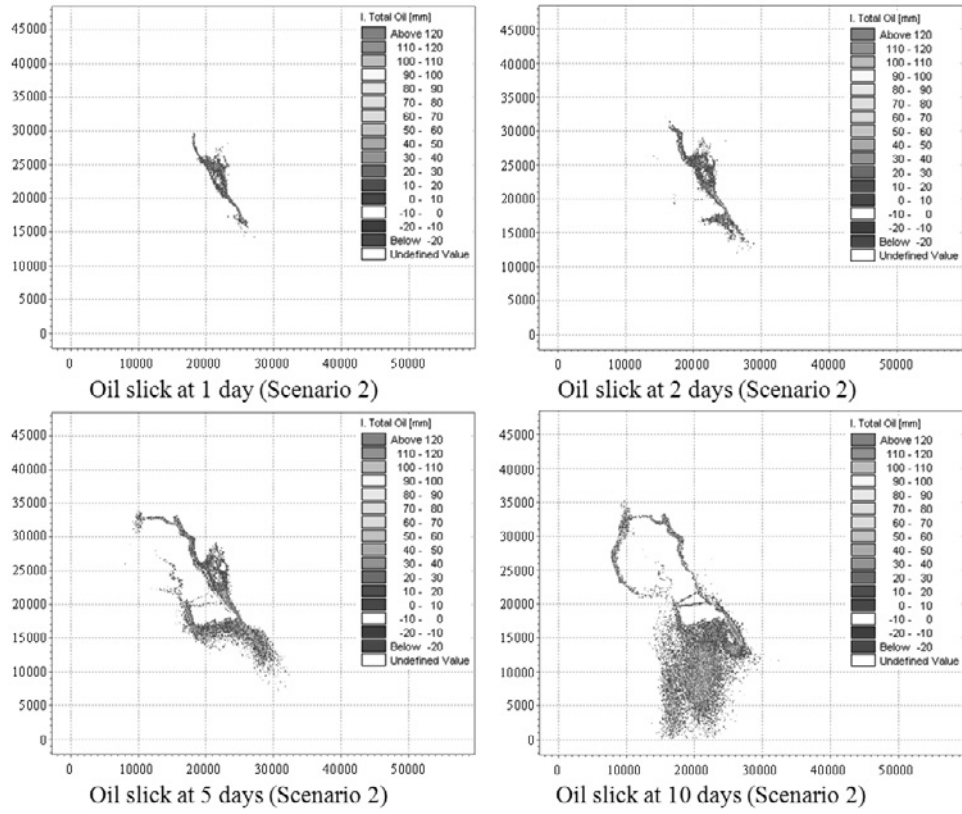 I. Total Oil [mm]
Above 120
110 - 120
100 - 110
90 - 100
80 - 90
70 - 80
60 - 70
50 - 60
40 - 50
30 - 40
20 - 30
10 - 20
0 - 10
-10 - 0
-20 - -10
Below -20
Undefined Value
45000
40000
35000
30000
25000
20000
15000
10000
5000
0
0 10000 20000 30000 40000 50000
Oil slick at 1 day (Scenario 2)
I. Total Oil [mm]
Above 120
110 - 120
100 - 110
90 - 100
80 - 90
70 - 80
60 - 70
50 - 60
40 - 50
30 - 40
20 - 30
10 - 20
0 - 10
-10 - 0
-20 - -10
Below -20
Undefined Value
45000
40000
35000
30000
25000
20000
15000
10000
5000
0
0 10000 20000 30000 40000 50000
Oil slick at 2 days (Scenario 2)
I. Total Oil [mm]
Above 120
110 - 120
100 - 110
90 - 100
80 - 90
70 - 80
60 - 70
50 - 60
40 - 50
30 - 40
20 - 30
10 - 20
0 - 10
-10 - 0
-20 - -10
Below -20
Undefined Value
45000
40000
35000
30000
25000
20000
15000
10000
5000
0
0 10000 20000 30000 40000 50000
Oil slick at 5 days (Scenario 2)
I. Total Oil [mm]
Above 120
110 - 120
100 - 110
90 - 100
80 - 90
70 - 80
60 - 70
50 - 60
40 - 50
30 - 40
20 - 30
10 - 20
0 - 10
-10 - 0
-20 - -10
Below -20
Undefined Value
45000
40000
35000
30000
25000
20000
15000
10000
5000
0
0 10000 20000 30000 40000 50000
Oil slick at 10 days (Scenario 2)